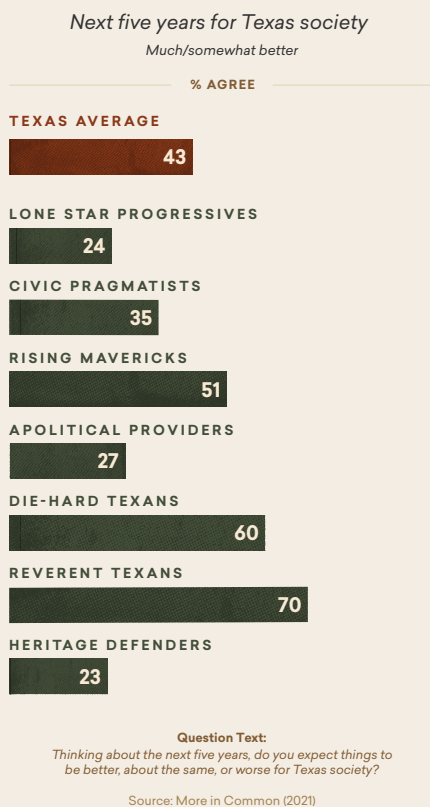 Next five years for Texas society
Much/somewhat better
% AGREE
TEXAS AVERAGE
43
LONE STAR PROGRESSIVES
24
CIVIC PRAGMATISTS
35
RISING MAVERICKS
51
APOLITICAL PROVIDERS
27
DIE-HARD TEXANS
60
REVERENT TEXANS
70
HERITAGE DEFENDERS
23
Question Text:
Thinking about the next five years, do you expect things to
be better, about the same, or worse for Texas society?
Source: More in Common (2021)